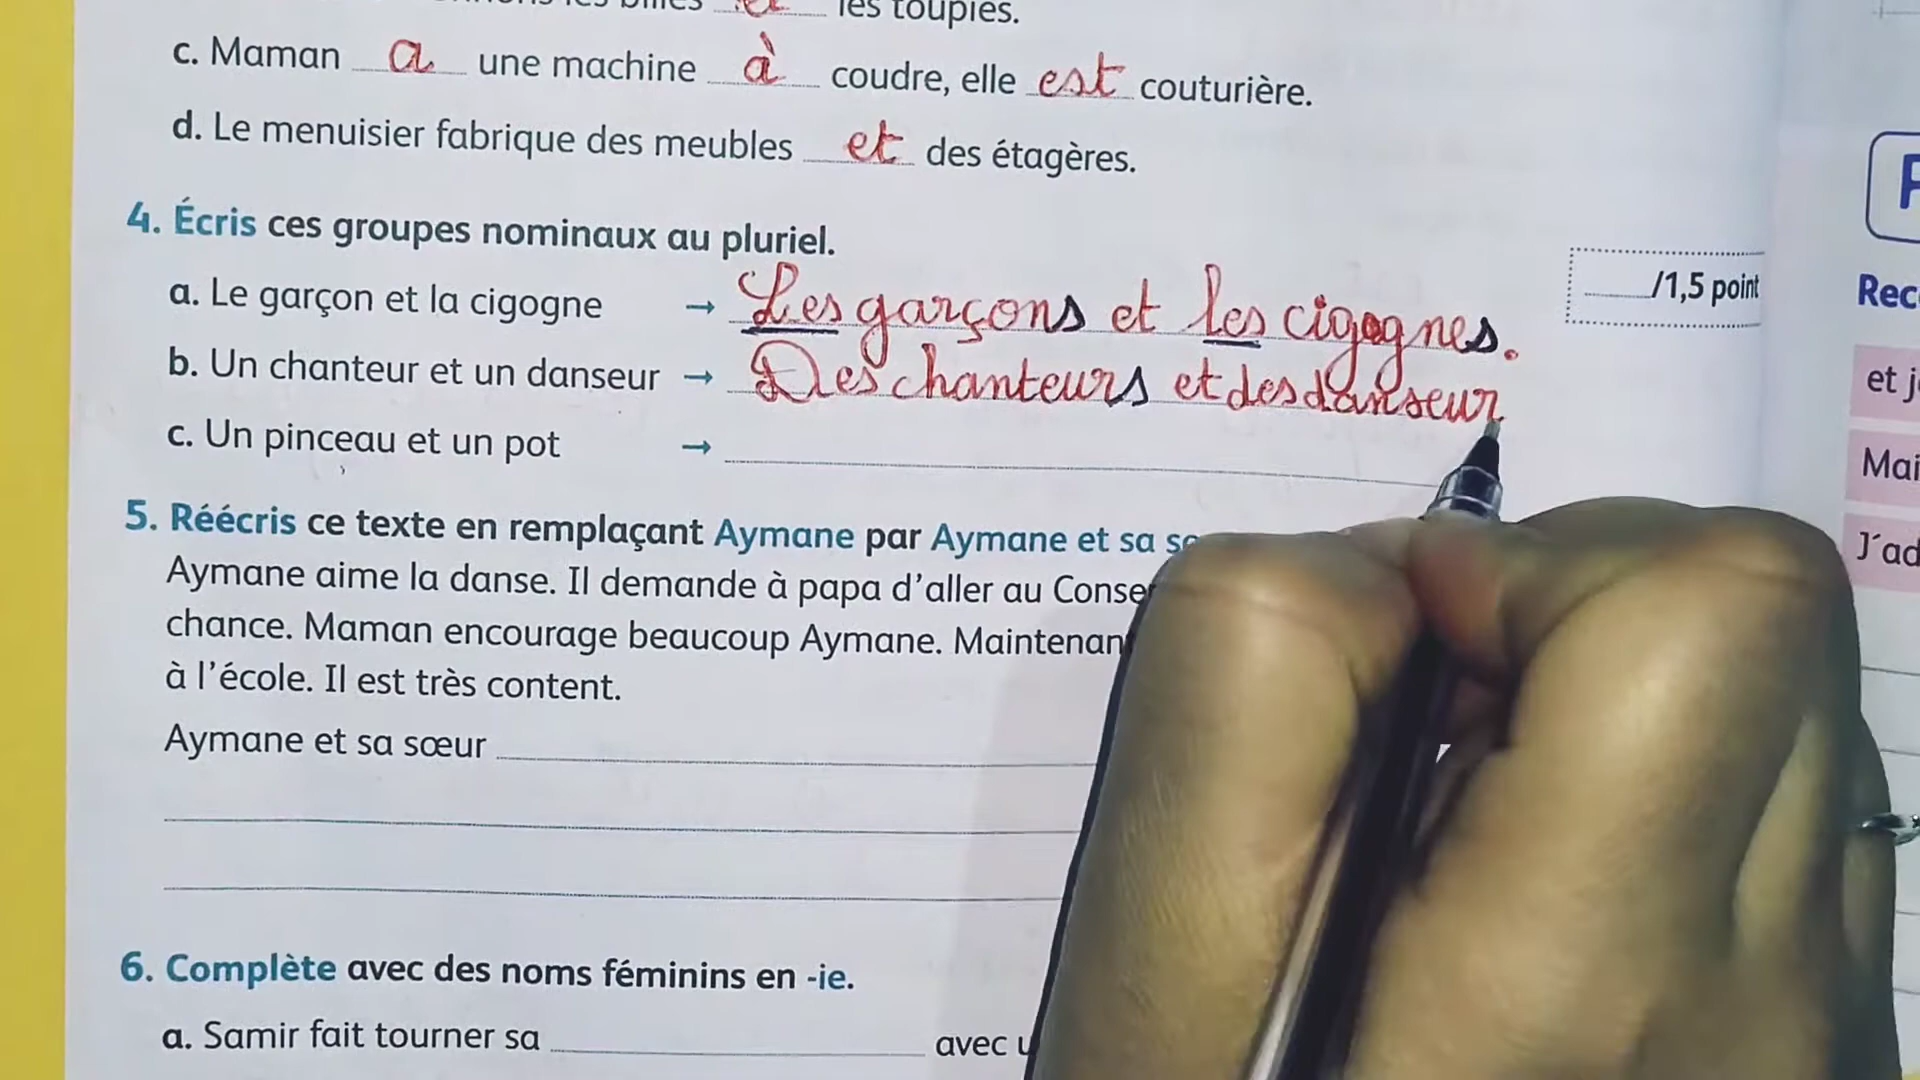 les billes et les toupies.
c. Maman a une machine à coudre, elle est couturière.
d. Le menuisier fabrique des meubles et des étagères.
4. Écris ces groupes nominaux au pluriel.
/1,5 point
a. Le garçon et la cigogne → Les garçons et les cigognes.
b. Un chanteur et un danseur → Des chanteurs et des danseur
c. Un pinceau et un pot →
5. Réécris ce texte en remplaçant Aymane par Aymane et sa
Aymane aime la danse. Il demande à papa d'aller au
chance. Maman encourage beaucoup Aymane.
à l'école. Il est très content.
Aymane et sa sœur
6. Complète avec des noms féminins en -ie.
a. Samir fait tourner sa avec
Rec
et j
Mai
J'ad